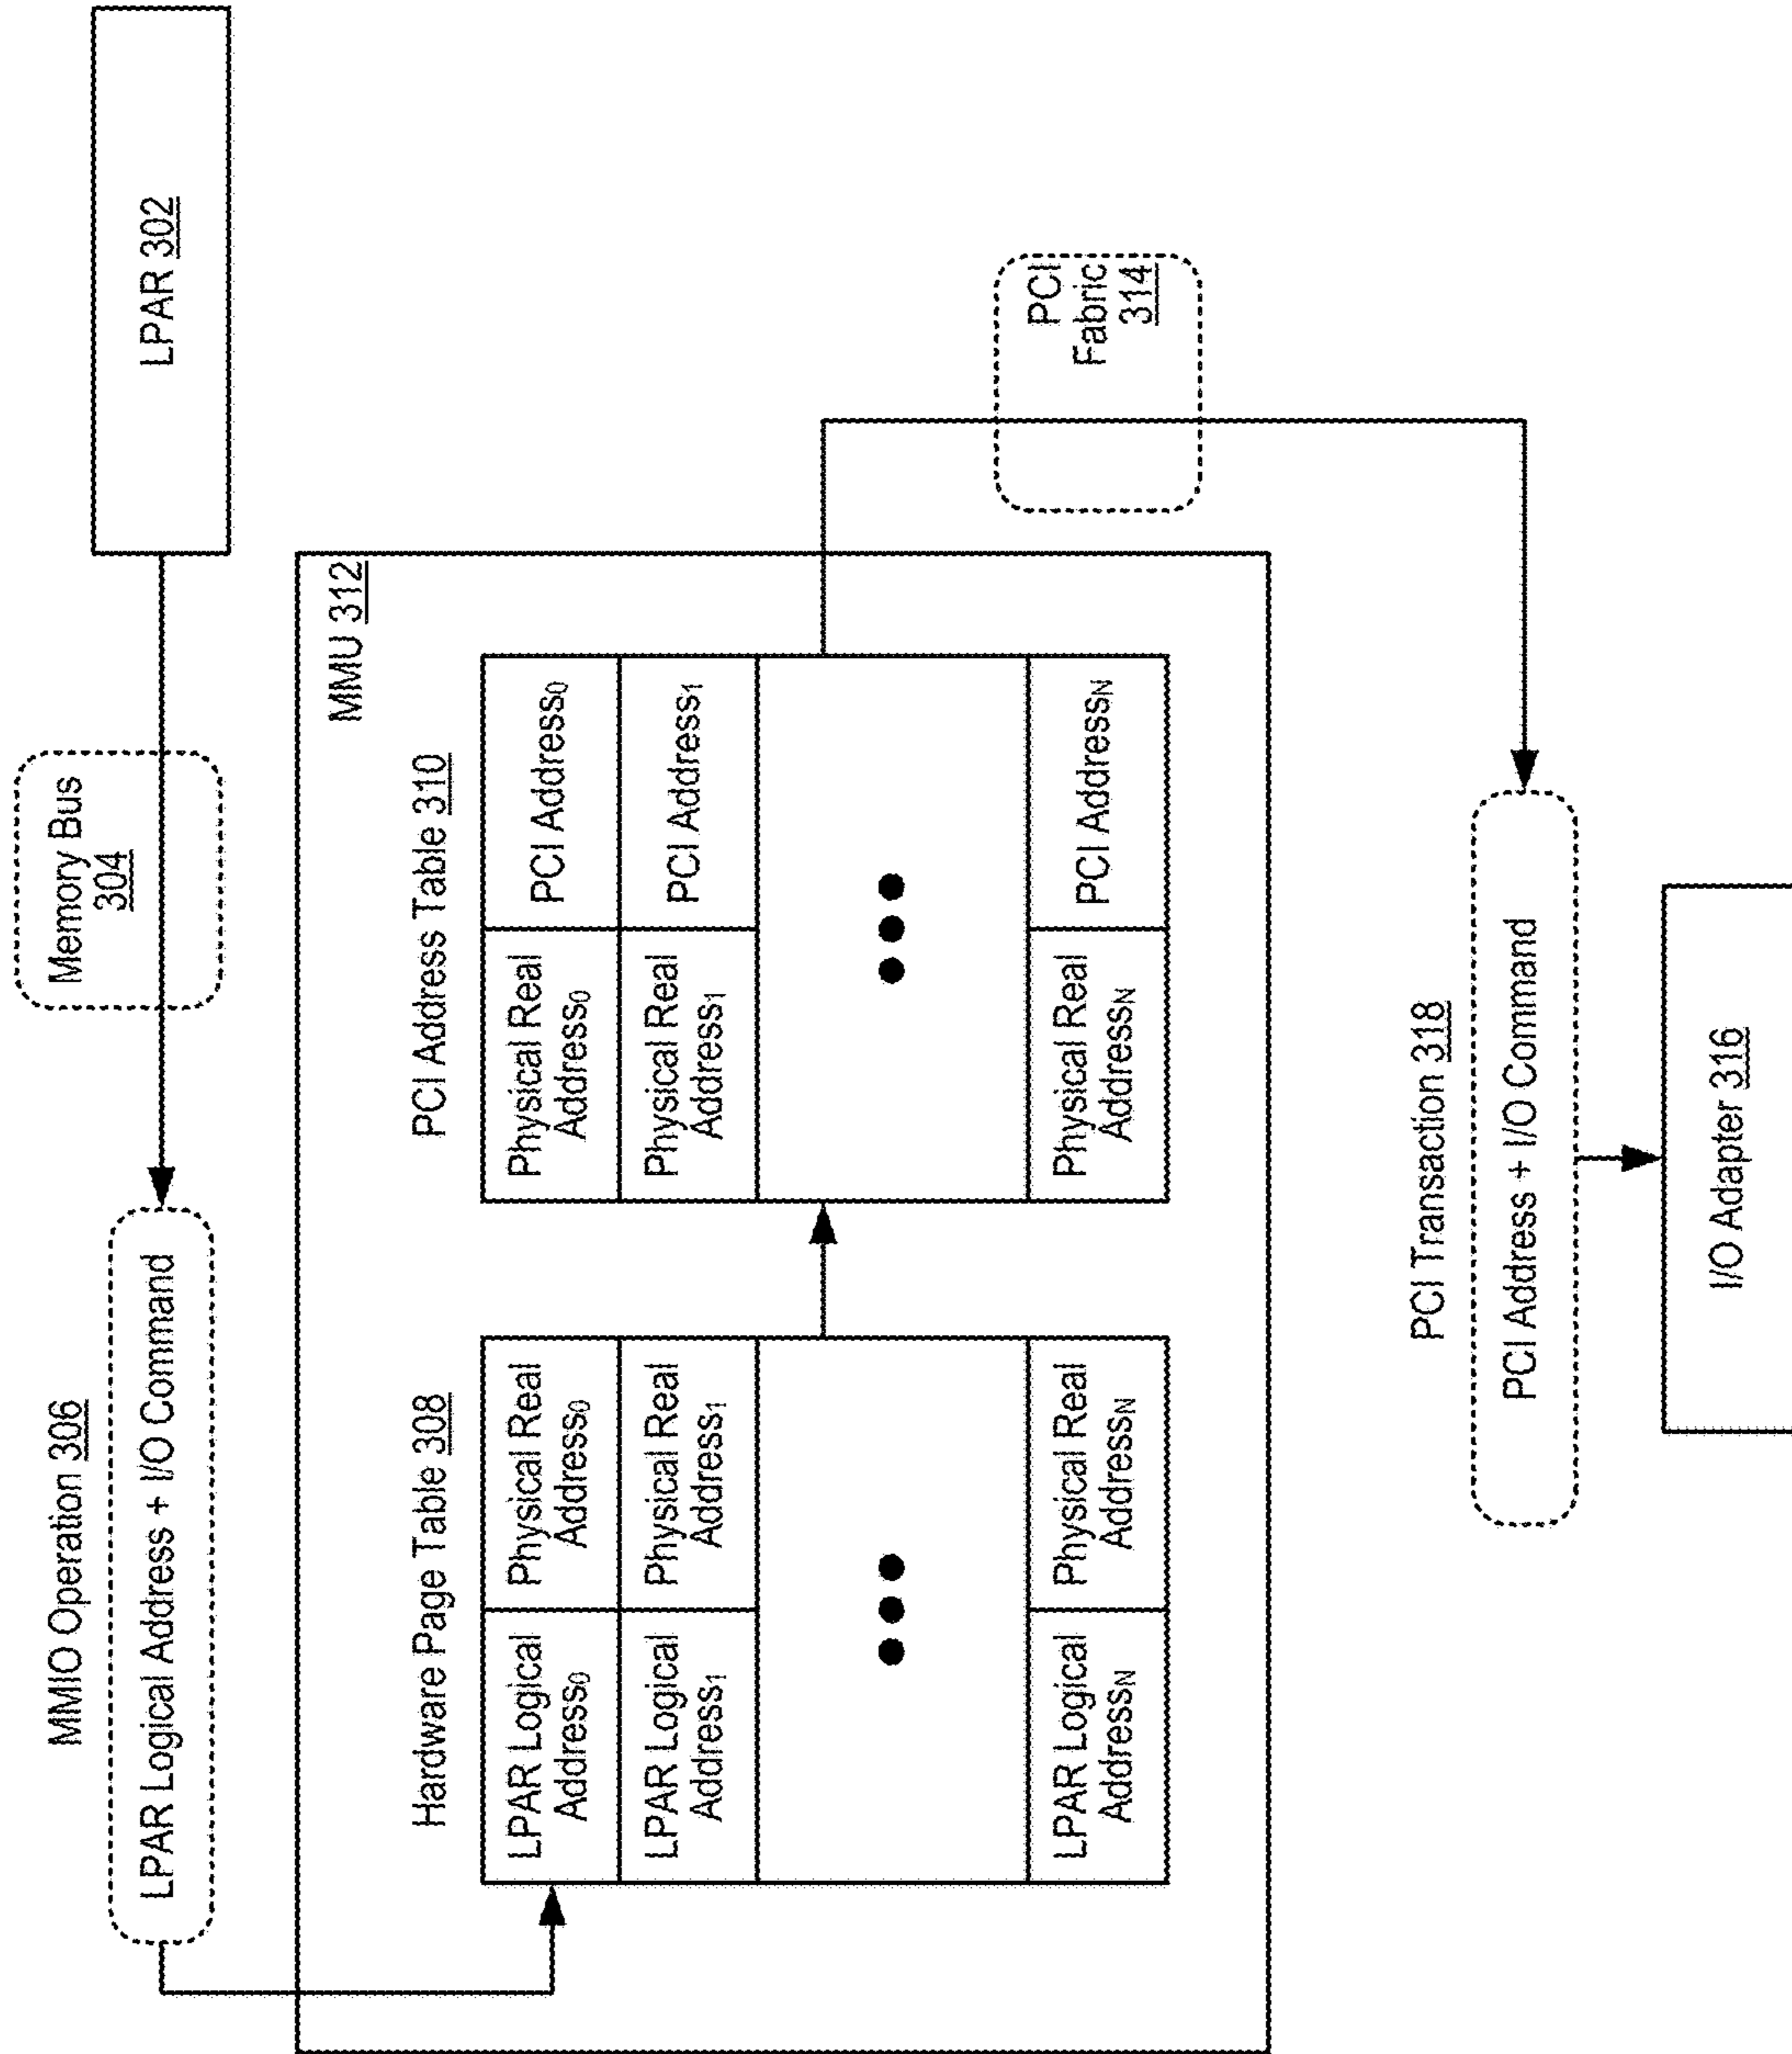 LPAR 302
Memory Bus
304
MMIO Operation 306
LPAR Logical Address + I/O Command
MMU 312
Hardware Page Table 308
LPAR Logical
Address0
Physical Real
Address0
LPAR Logical
Address1
Physical Real
Address1
LPAR Logical
AddressN
Physical Real
AddressN
PCI Address Table 310
Physical Real
Address0
PCI Address0
Physical Real
Address1
PCI Address1
Physical Real
AddressN
PCI AddressN
PCI
Fabric
314
PCI Transaction 318
PCI Address + I/O Command
I/O Adapter 316